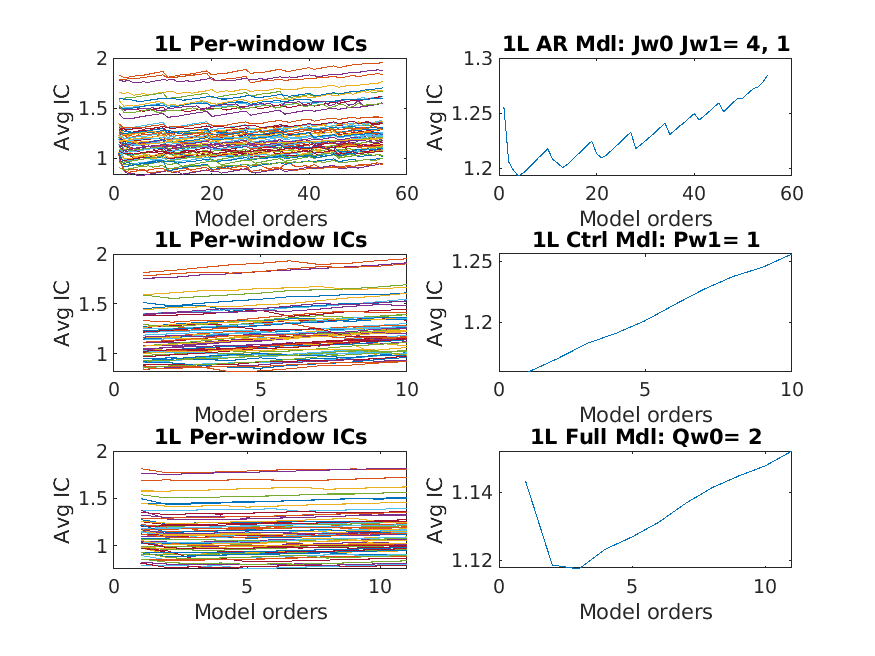 1L Per-window ICs
2
1.5
1
Avg IC
0 20 40 60
Model orders
1L AR Mdl: Jw0 Jw1= 4, 1
1.3
1.25
1.2
Avg IC
0 20 40 60
Model orders
1L Per-window ICs
2
1.5
1
Avg IC
0 5 10
Model orders
1L Ctrl Mdl: Pw1= 1
1.25
1.2
Avg IC
0 5 10
Model orders
1L Per-window ICs
2
1.5
1
Avg IC
0 5 10
Model orders
1L Full Mdl: Qw0= 2
1.14
1.12
Avg IC
0 5 10
Model orders